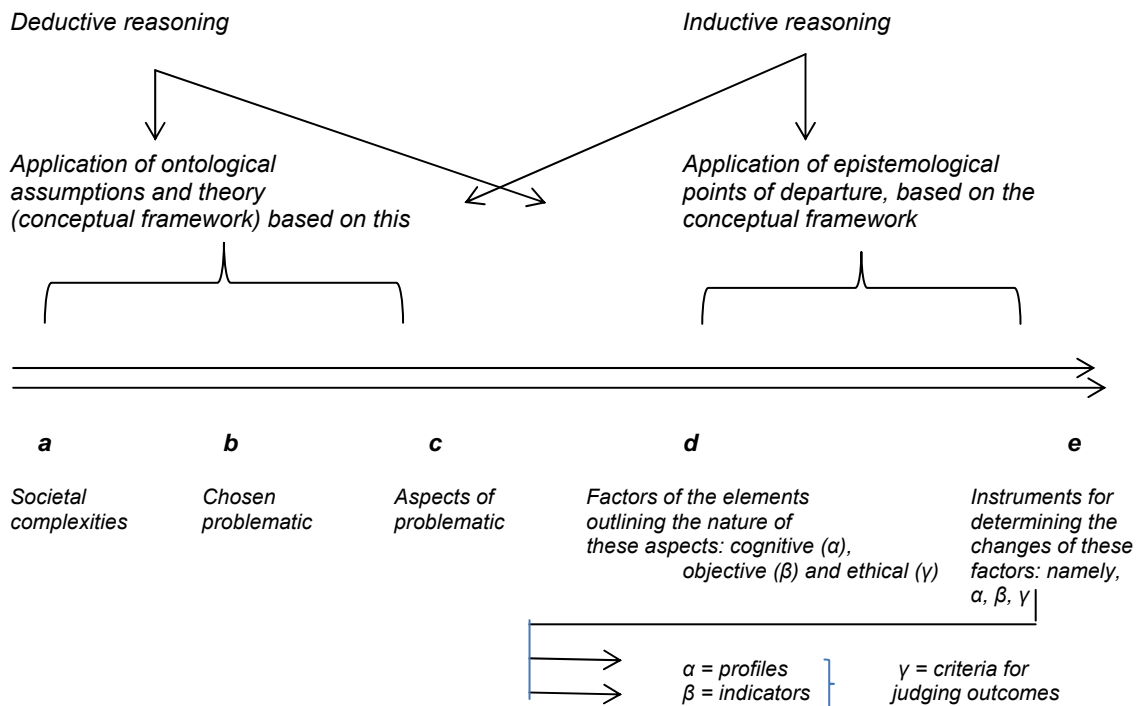 Deductive reasoning
Inductive reasoning
Application of ontological
assumptions and theory
(conceptual framework) based on this
Application of epistemological
points of departure, based on the
conceptual framework
a
b
c
d
e
Societal
complexities
Chosen
problematic
Aspects of
problematic
Factors of the elements
outlining the nature of
these aspects: cognitive (α),
objective (β) and ethical (γ)
Instruments for
determining the
changes of these
factors: namely,
α, β, γ
α = profiles
β = indicators
γ = criteria for
judging outcomes